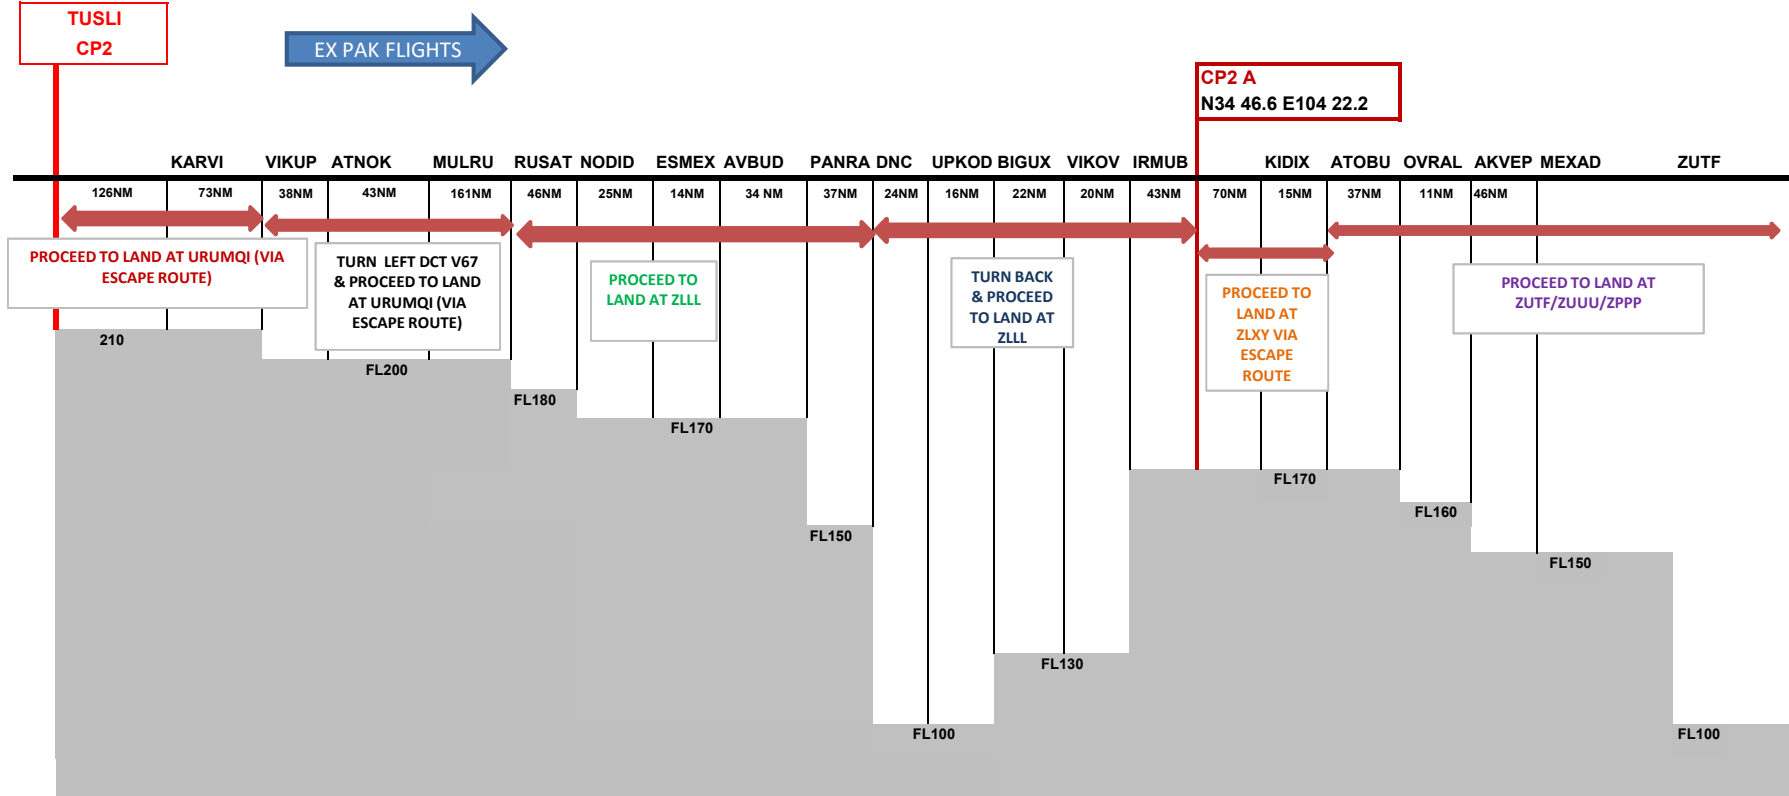 TUSLI
CP2
EX PAK FLIGHTS
CP2 A
N34 46.6 E104 22.2
KARVI VIKUP ATNOK MULRU RUSAT NODID ESMEX AVBUD PANRA DNC UPKOD BIGUX VIKOV IRMUB KIDIX ATOBU OVRAL AKVEP MEXAD ZUTF
126NM 73NM 38NM 43NM 161NM 46NM 25NM 14NM 34 NM 37NM 24NM 16NM 22NM 20NM 43NM 70NM 15NM 37NM 11NM 46NM
PROCEED TO LAND AT URUMQI (VIA
ESCAPE ROUTE)
TURN LEFT DCT V67
& PROCEED TO LAND
AT URUMQI (VIA
ESCAPE ROUTE)
PROCEED TO
LAND AT ZLLL
TURN BACK
& PROCEED
TO LAND AT
ZLLL
PROCEED TO
LAND AT
ZLXY VIA
ESCAPE
ROUTE
PROCEED TO LAND AT
ZUTF/ZUUU/ZPPP
210
FL200
FL180
FL170
FL150
FL100
FL130
FL170
FL160
FL150
FL100